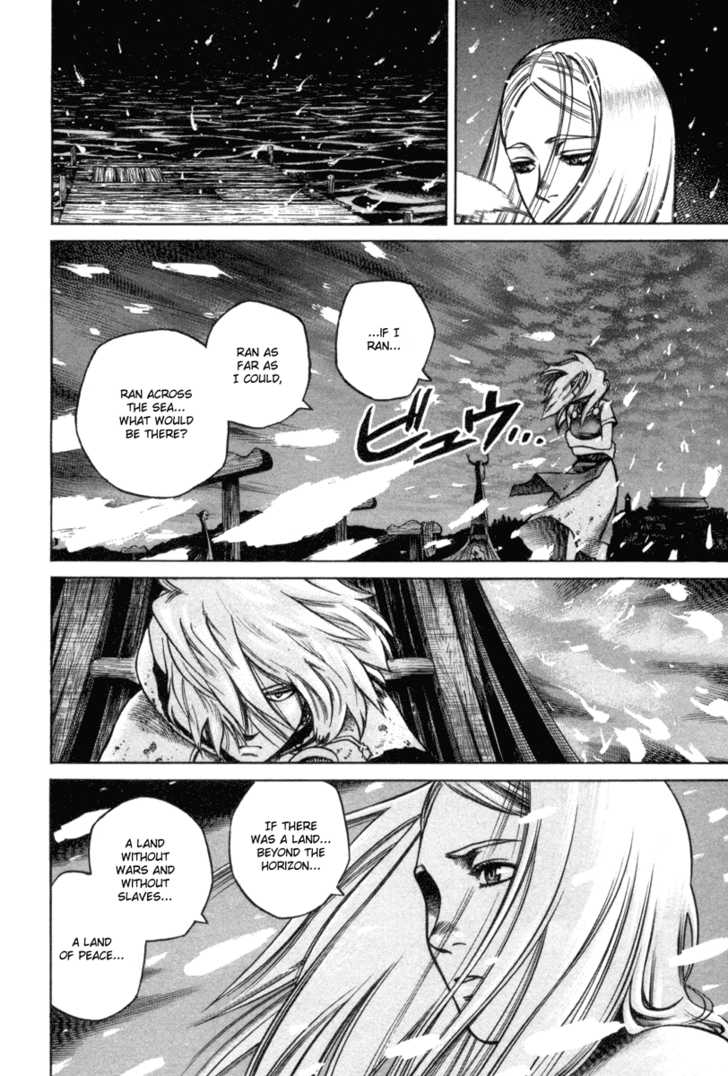 ...IF I
RAN...
RAN AS
FAR AS
I COULD,
RAN ACROSS
THE SEA...
WHAT WOULD
BE THERE?
ビュウ...
IF THERE
WAS A LAND...
BEYOND THE
HORIZON...
A LAND
WITHOUT
WARS AND
WITHOUT
SLAVES...
A LAND
OF PEACE...